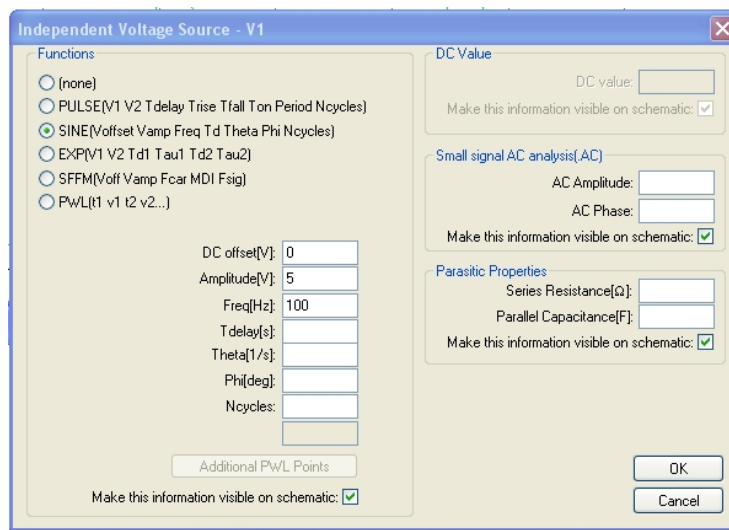 Independent Voltage Source - V1
Functions
(none)
PULSE(V1 V2 Tdelay Trise Tfall Ton Period Ncycles)
SINE(Voffset Vamp Freq Td Theta Phi Ncycles)
EXP(V1 V2 Td1 Tau1 Td2 Tau2)
SFFM(Voff Vamp Fcar MDI Fsig)
PWL(t1 v1 t2 v2...)
DC offset[V]: 0
Amplitude[V]: 5
Freq[Hz]: 100
Tdelay[s]:
Theta[1/s]:
Phi[deg]:
Ncycles:
Additional PWL Points
Make this information visible on schematic:
DC Value
DC value:
Make this information visible on schematic:
Small signal AC analysis(.AC)
AC Amplitude:
AC Phase:
Make this information visible on schematic:
Parasitic Properties
Series Resistance[Ω]:
Parallel Capacitance[F]:
Make this information visible on schematic:
OK
Cancel